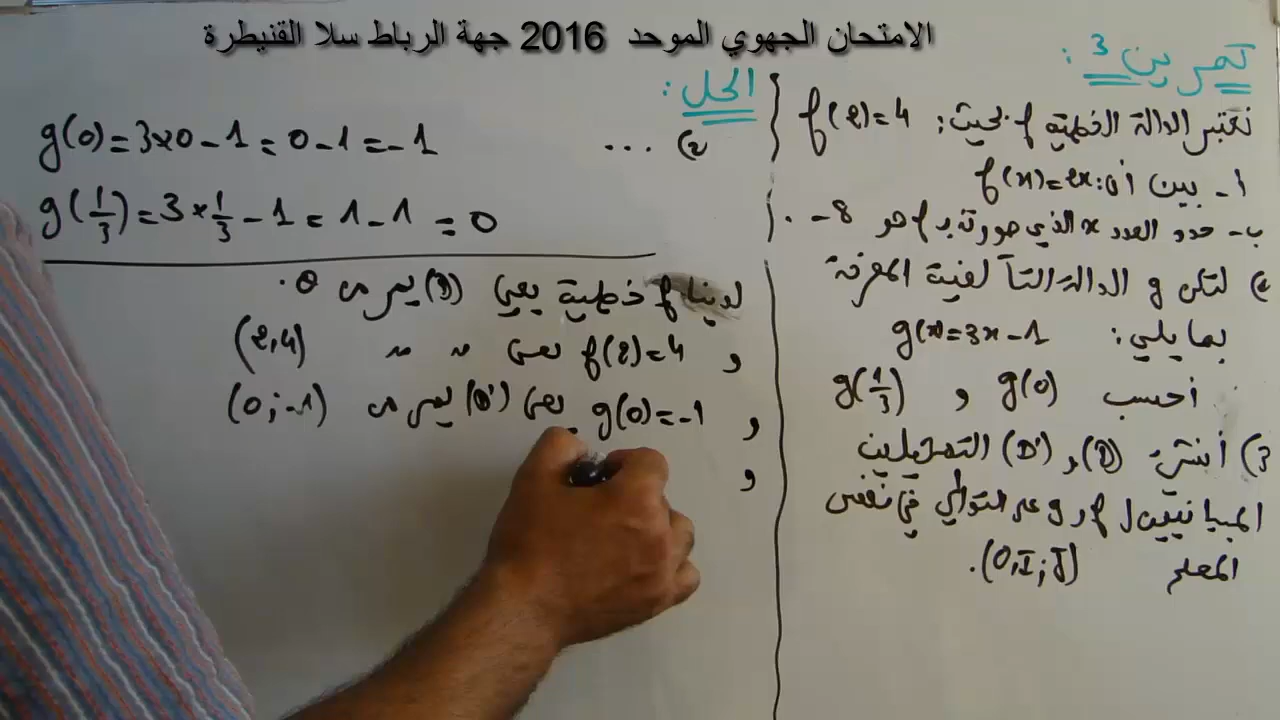 الامتحان الجهوي الموحد 2016 جهة الرباط سلا القنيطرة
تمرين 3 :
نعتبر الدالة الخطية f بحيث: f(2)=4
أ- بين أن: f(x)=2x
ب- حدد العدد x الذي صورته بـ f هو 8- .
2) لتكن g الدالة التآلفية المعرفة
بما يلي: g(x)=3x-1
أحسب g(0) و g(1/3)
3) أنشئ (D) و (D') التمثيلين
المبيانيين ل f و g على التوالي في نفس
المعلم (O,I;J).
الحل :
2) ...
g(0)=3×0-1=0-1=-1
g(1/3)=3×1/3-1=1-1=0
لدينا f خطية يعني (D) يمر من O .
و f(2)=4 يعني 〃 〃 (2,4)
و g(0)=-1 يعني (D') يمر من (0;-1)
و